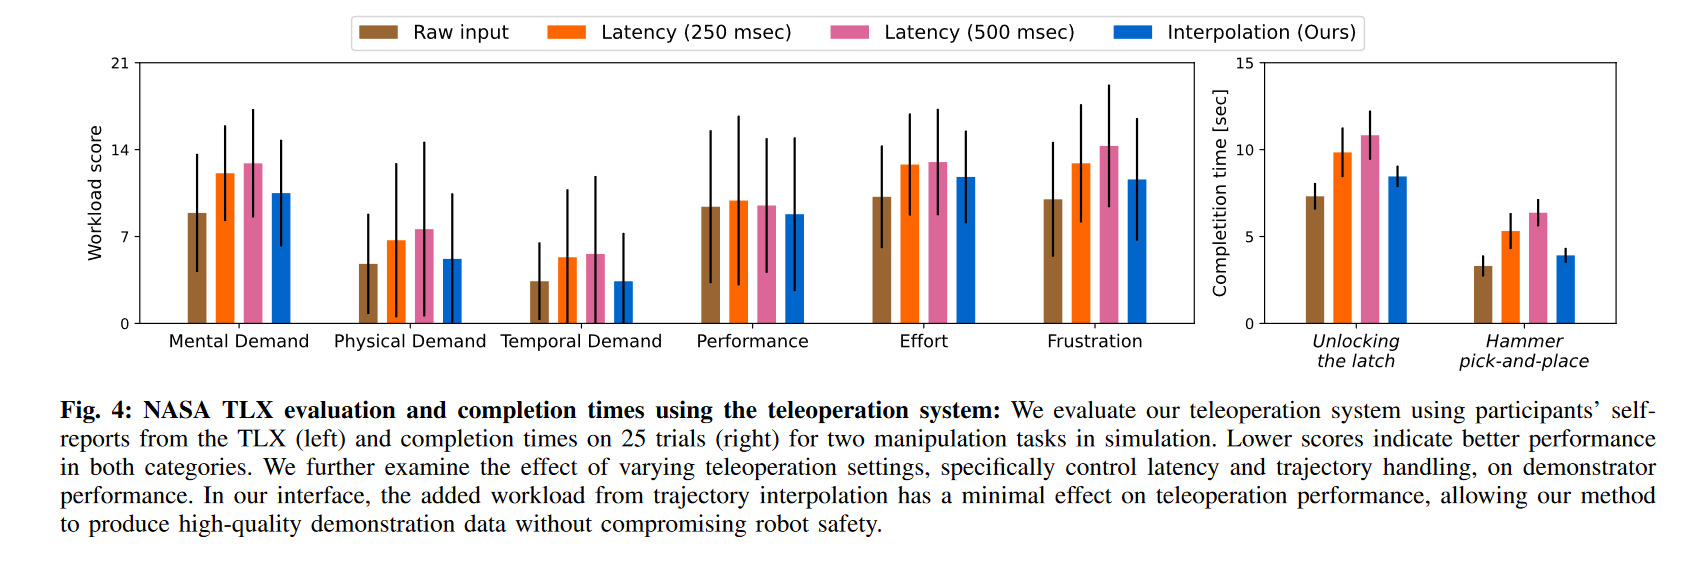 Raw input Latency (250 msec) Latency (500 msec) Interpolation (Ours)
21
14
7
0
Workload score
Mental Demand Physical Demand Temporal Demand Performance Effort Frustration
15
10
5
0
Completition time [sec]
Unlocking
the latch
Hammer
pick-and-place
Fig. 4: NASA TLX evaluation and completion times using the teleoperation system: We evaluate our teleoperation system using participants' self-
reports from the TLX (left) and completion times on 25 trials (right) for two manipulation tasks in simulation. Lower scores indicate better performance
in both categories. We further examine the effect of varying teleoperation settings, specifically control latency and trajectory handling, on demonstrator
performance. In our interface, the added workload from trajectory interpolation has a minimal effect on teleoperation performance, allowing our method
to produce high-quality demonstration data without compromising robot safety.